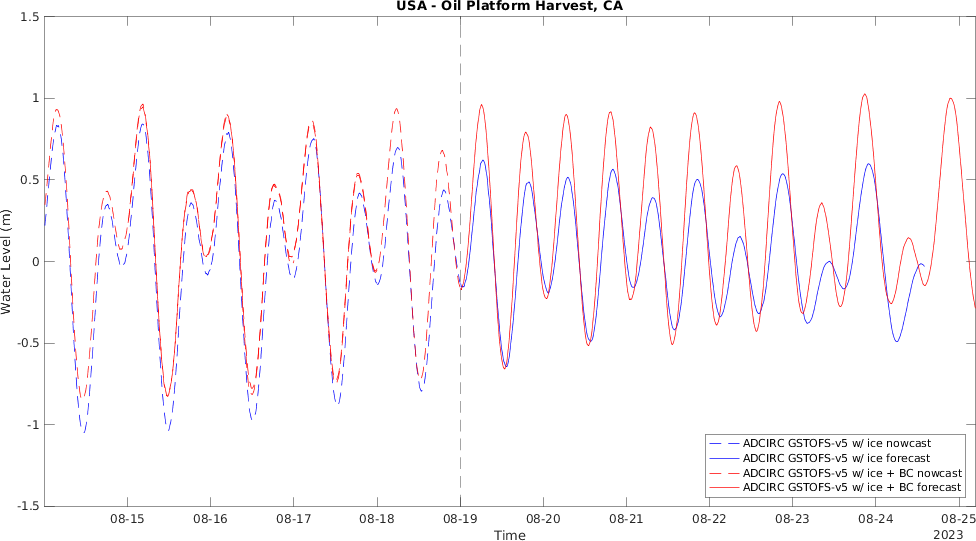 USA - Oil Platform Harvest, CA
Water Level (m)
1.5
1
0.5
0
-0.5
-1
-1.5
ADCIRC GSTOFS-v5 w/ ice nowcast
ADCIRC GSTOFS-v5 w/ ice forecast
ADCIRC GSTOFS-v5 w/ ice + BC nowcast
ADCIRC GSTOFS-v5 w/ ice + BC forecast
08-15 08-16 08-17 08-18 08-19 08-20 08-21 08-22 08-23 08-24 08-25
Time
2023